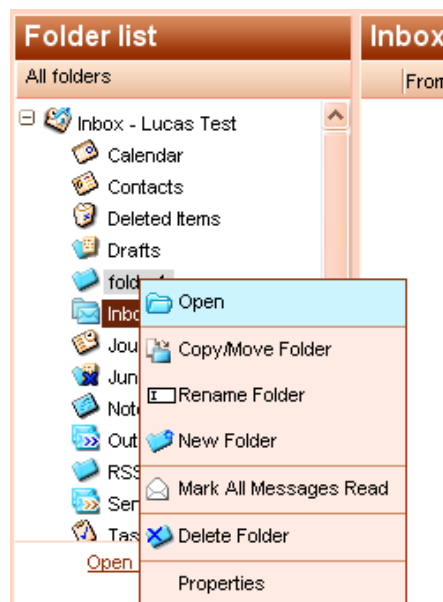 Folder list
Inbox
All folders
From
Inbox - Lucas Test
Calendar
Contacts
Deleted Items
Drafts
Open
Copy/Move Folder
Rename Folder
New Folder
Mark All Messages Read
Delete Folder
Open
Properties